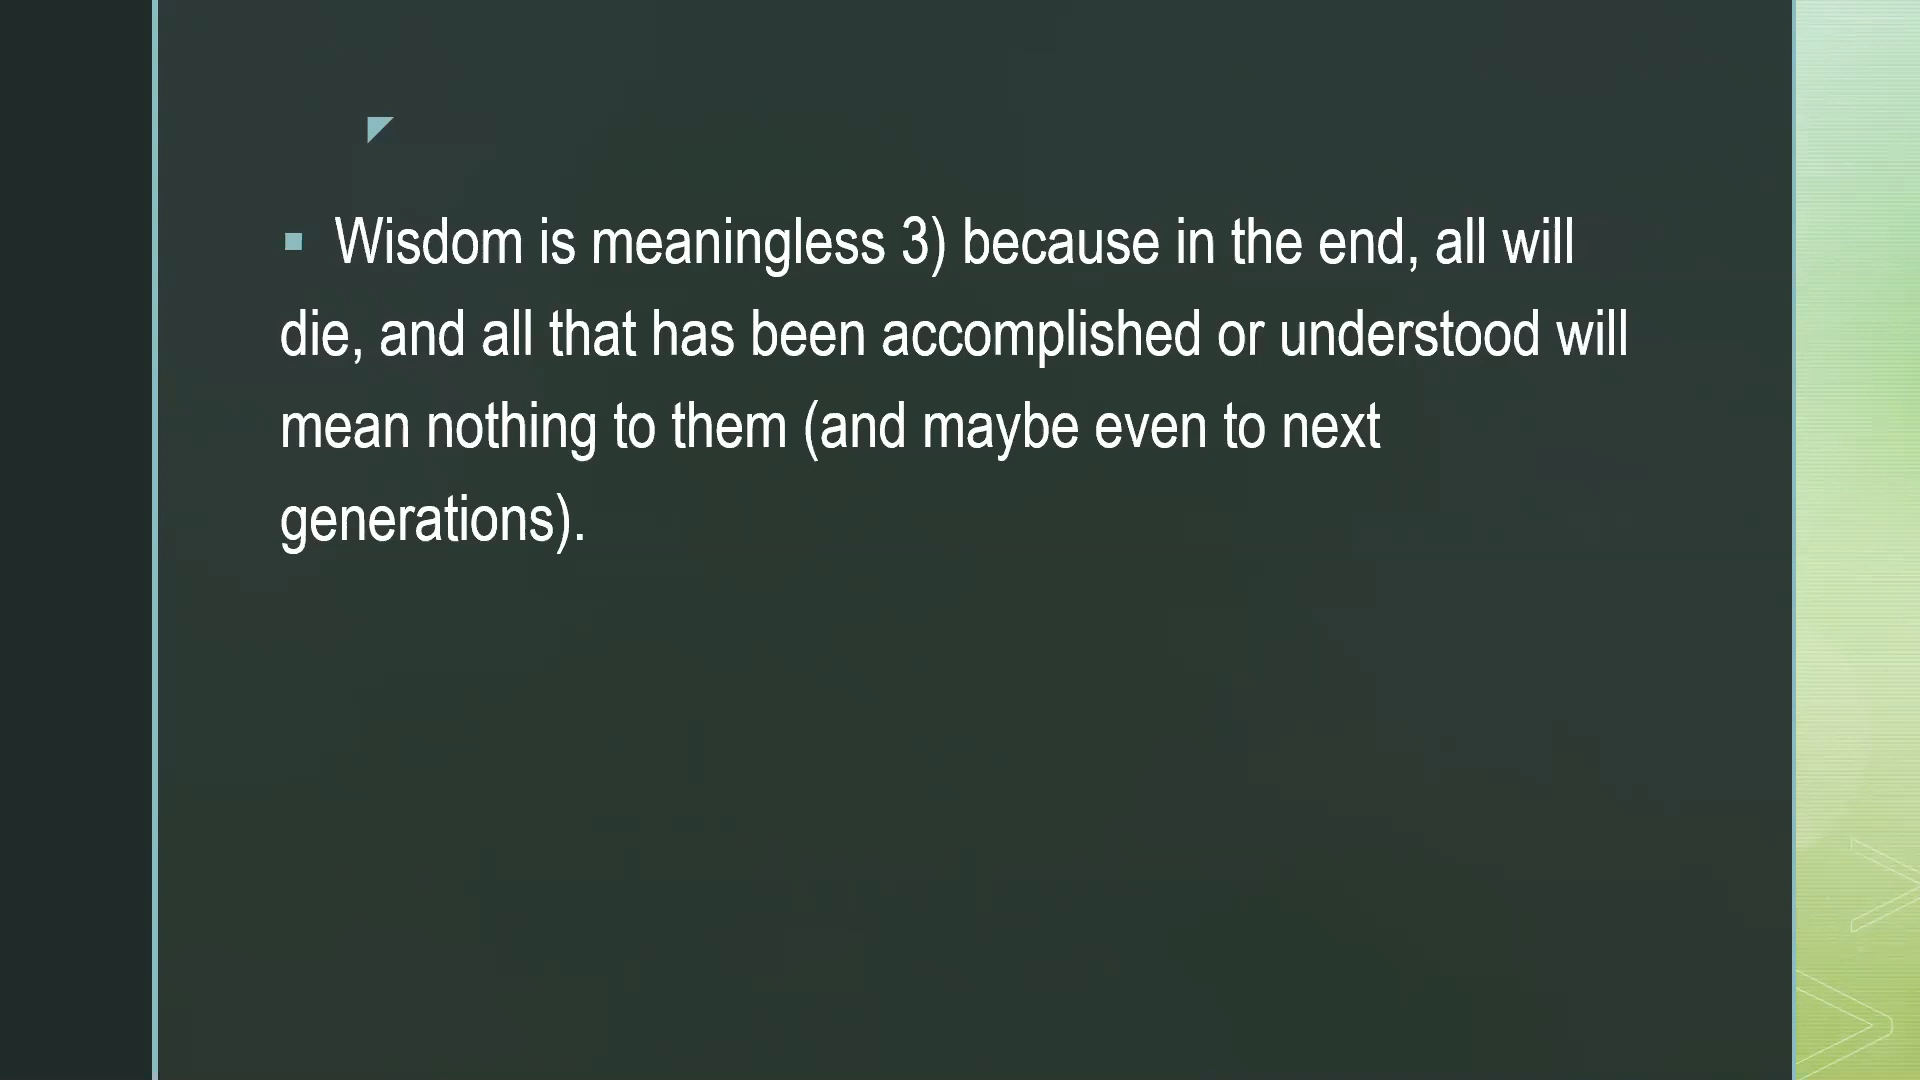 ▪ Wisdom is meaningless 3) because in the end, all will
die, and all that has been accomplished or understood will
mean nothing to them (and maybe even to next
generations).